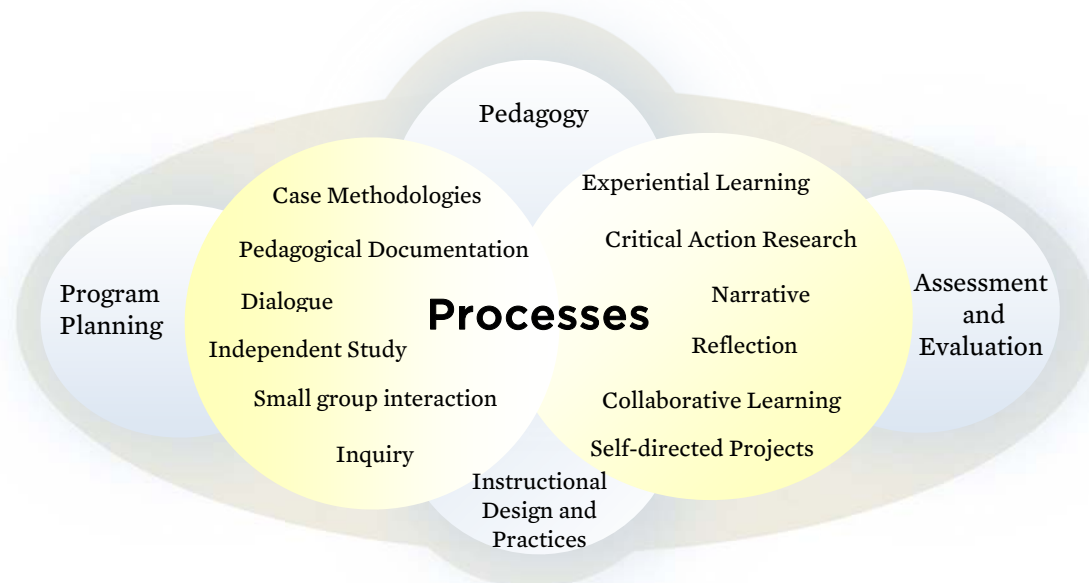 Pedagogy
Case Methodologies
Pedagogical Documentation
Dialogue
Independent Study
Small group interaction
Inquiry
Processes
Experiential Learning
Critical Action Research
Narrative
Reflection
Collaborative Learning
Self-directed Projects
Program
Planning
Assessment
and
Evaluation
Instructional
Design and
Practices